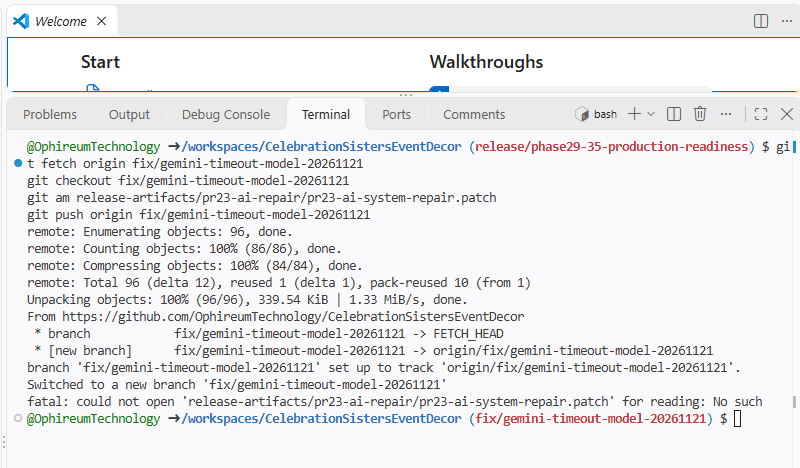 Welcome
Start
Walkthroughs
Problems Output Debug Console Terminal Ports Comments bash
@OphireumTechnology ➜/workspaces/CelebrationSistersEventDecor (release/phase29-35-production-readiness) $ gi
t fetch origin fix/gemini-timeout-model-20261121
git checkout fix/gemini-timeout-model-20261121
git am release-artifacts/pr23-ai-repair/pr23-ai-system-repair.patch
git push origin fix/gemini-timeout-model-20261121
remote: Enumerating objects: 96, done.
remote: Counting objects: 100% (86/86), done.
remote: Compressing objects: 100% (84/84), done.
remote: Total 96 (delta 12), reused 1 (delta 1), pack-reused 10 (from 1)
Unpacking objects: 100% (96/96), 339.54 KiB | 1.33 MiB/s, done.
From https://github.com/OphireumTechnology/CelebrationSistersEventDecor
 * branch            fix/gemini-timeout-model-20261121 -> FETCH_HEAD
 * [new branch]      fix/gemini-timeout-model-20261121 -> origin/fix/gemini-timeout-model-20261121
branch 'fix/gemini-timeout-model-20261121' set up to track 'origin/fix/gemini-timeout-model-20261121'.
Switched to a new branch 'fix/gemini-timeout-model-20261121'
fatal: could not open 'release-artifacts/pr23-ai-repair/pr23-ai-system-repair.patch' for reading: No such
@OphireumTechnology ➜/workspaces/CelebrationSistersEventDecor (fix/gemini-timeout-model-20261121) $